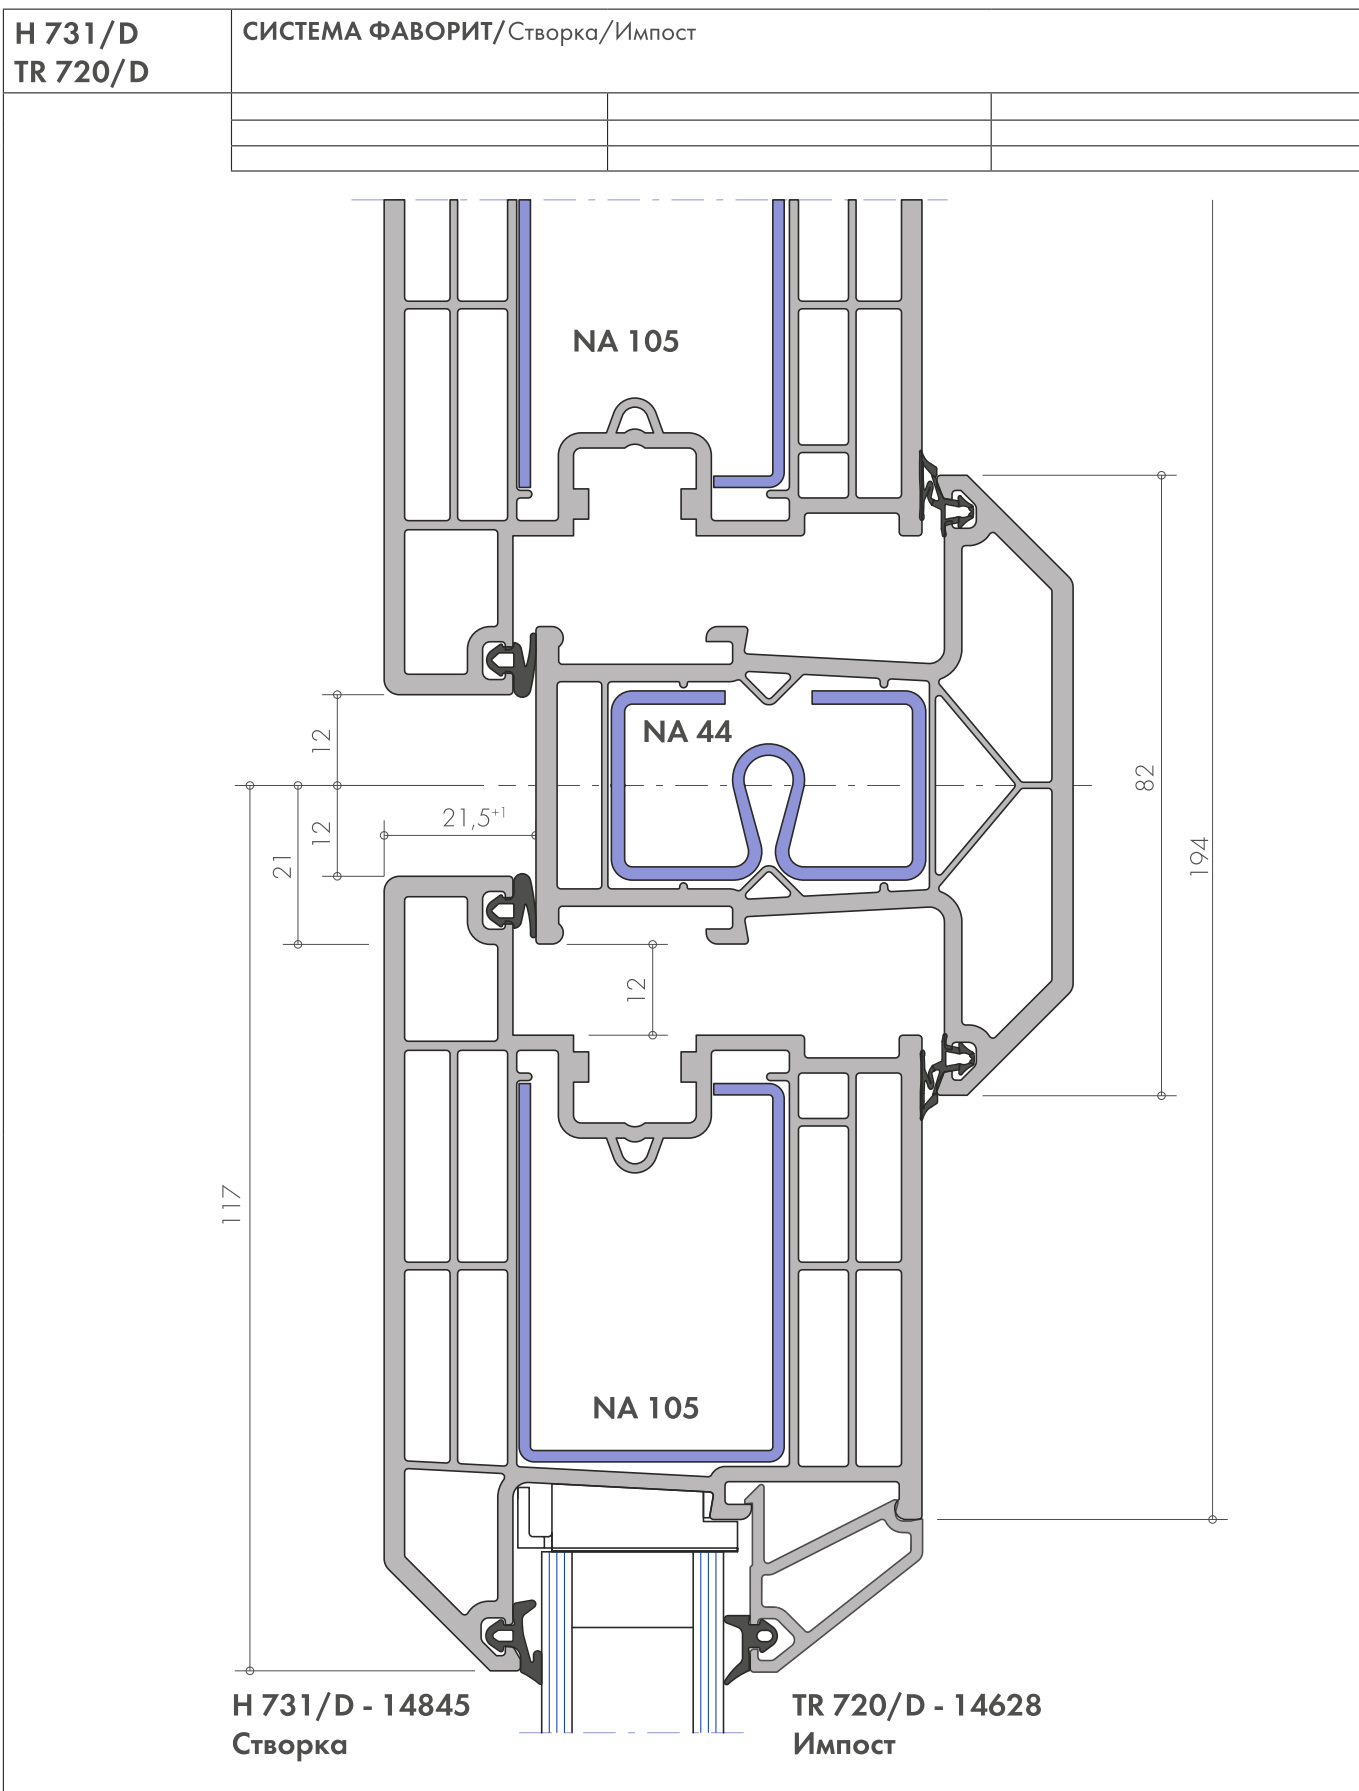 H 731/D
TR 720/D
СИСТЕМА ФАВОРИТ/Створка/Импост
NA 105
NA 44
12
82
21,5⁺¹
12
21
194
12
117
NA 105
H 731/D - 14845
Створка
TR 720/D - 14628
Импост